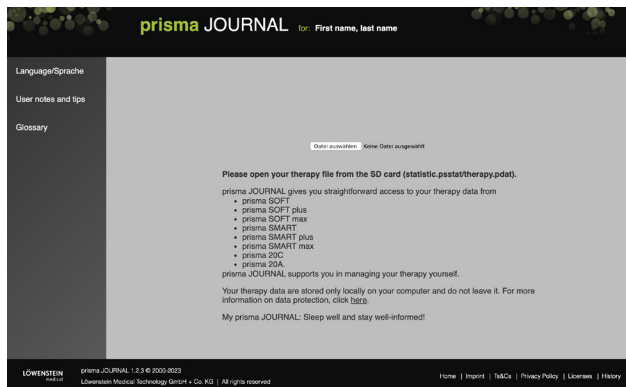 prisma JOURNAL for: First name, last name
Language/Sprache
User notes and tips
Glossary
Datei auswählen Keine Datei ausgewählt
Please open your therapy file from the SD card (statistic.psstat/therapy.pdat).
prisma JOURNAL gives you straightforward access to your therapy data from
• prisma SOFT
• prisma SOFT plus
• prisma SOFT max
• prisma SMART
• prisma SMART plus
• prisma SMART max
• prisma 20C
• prisma 20A.
prisma JOURNAL supports you in managing your therapy yourself.
Your therapy data are stored only locally on your computer and do not leave it. For more
information on data protection, click here.
My prisma JOURNAL: Sleep well and stay well-informed!
LÖWENSTEIN
medical
prisma JOURNAL 1.2.3 © 2000-2023
Löwenstein Medical Technology GmbH + Co. KG | All rights reserved
Home | Imprint | Ts&Cs | Privacy Policy | Licenses | History